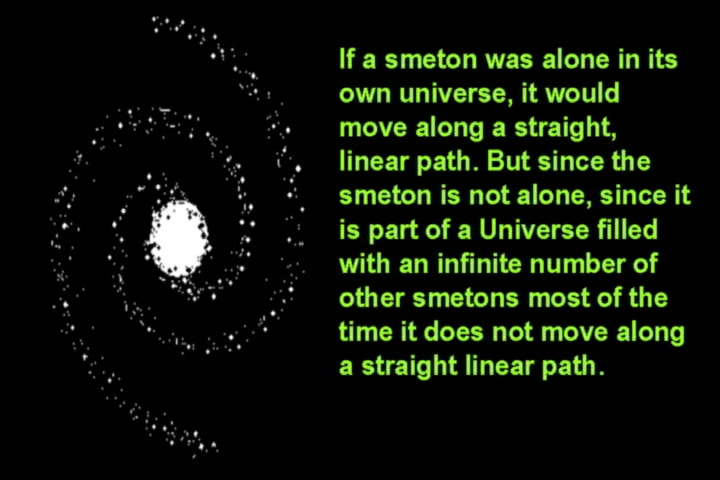 If a smeton was alone in its
own universe, it would
move along a straight,
linear path. But since the
smeton is not alone, since it
is part of a Universe filled
with an infinite number of
other smetons most of the
time it does not move along
a straight linear path.